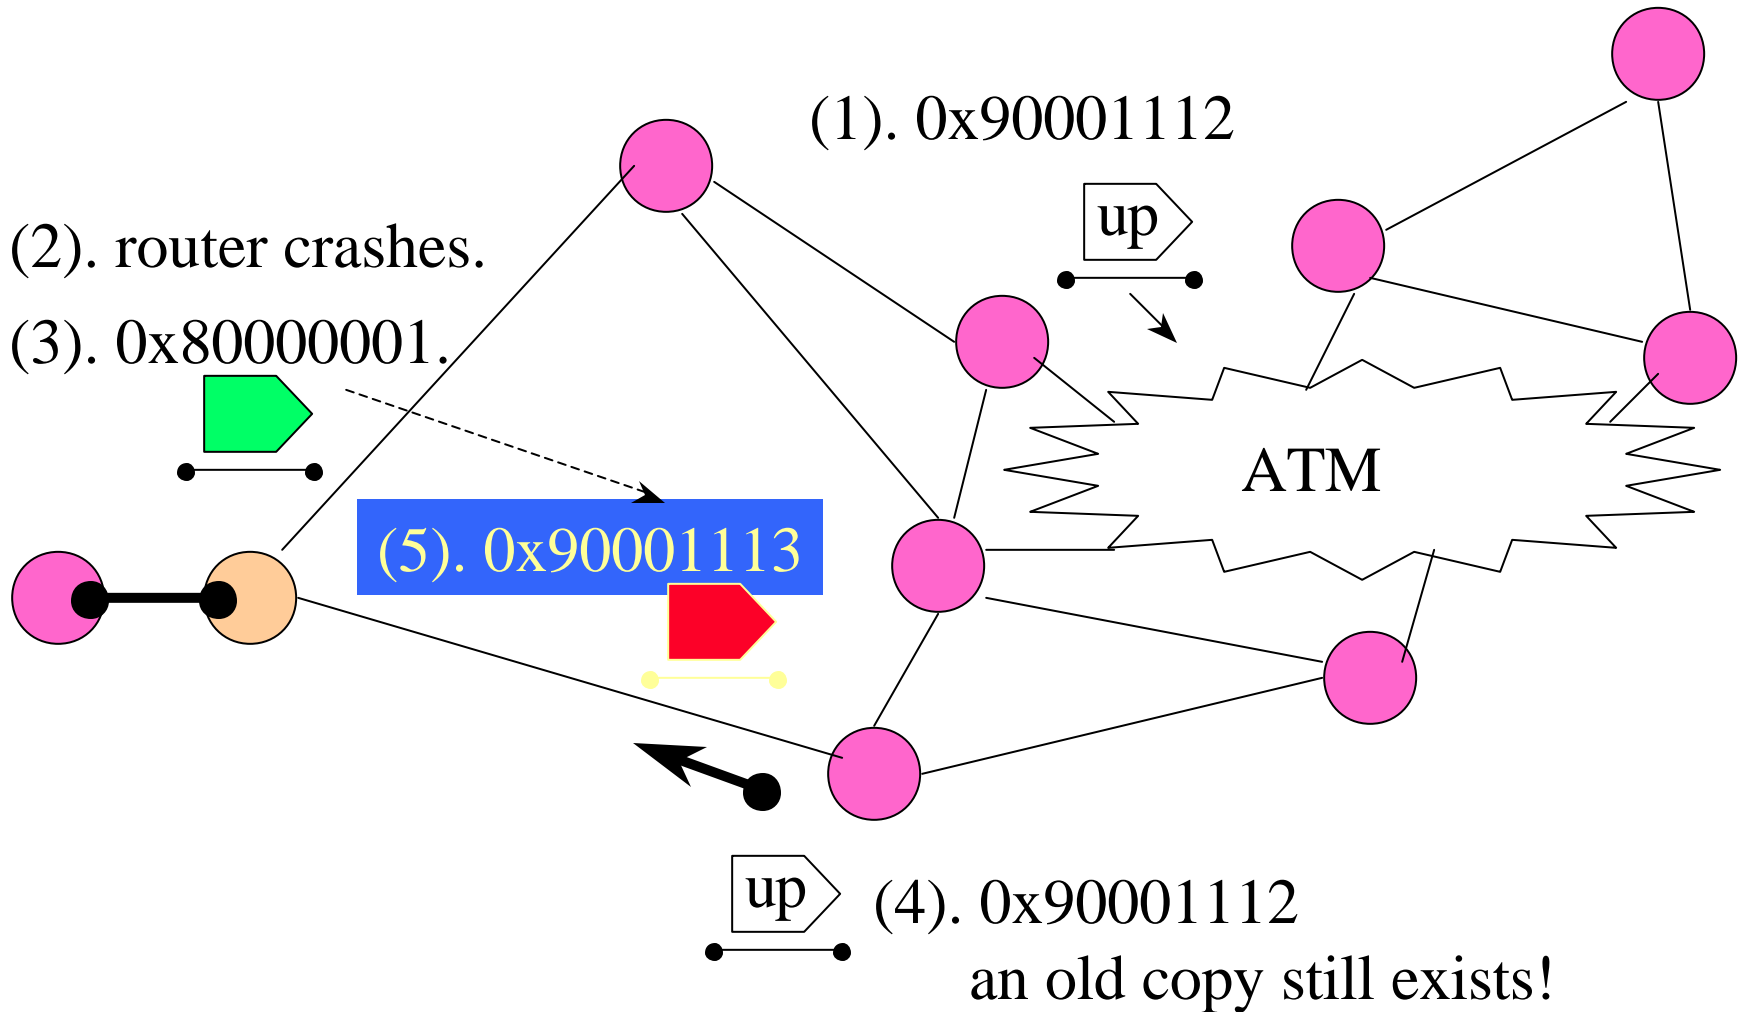 (1). 0x90001112
up
(2). router crashes.
(3). 0x80000001.
ATM
(5). 0x90001113
up
(4). 0x90001112
an old copy still exists!